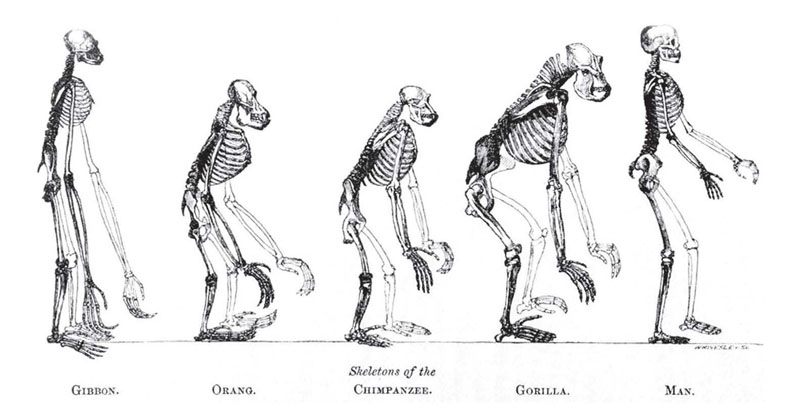 Skeletons of the
GIBBON. ORANG. CHIMPANZEE. GORILLA. MAN.